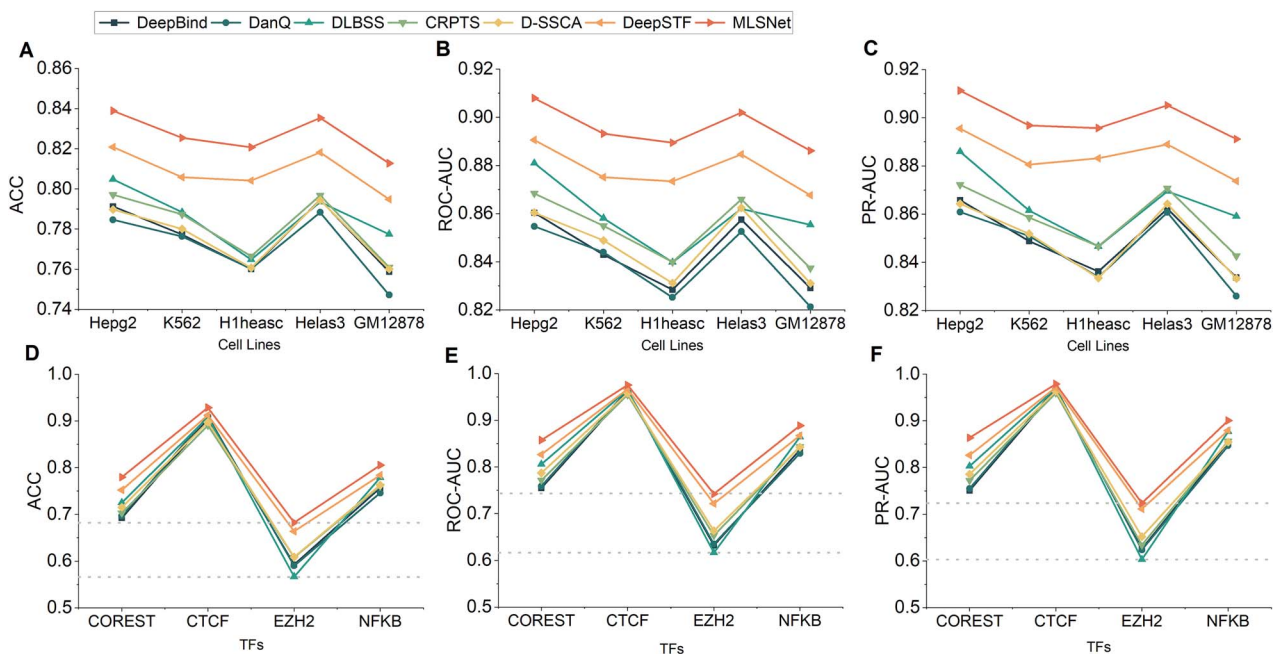 DeepBind DanQ DLBSS CRPTS D-SSCA DeepSTF MLSNet
A
0.86
0.84
0.82
0.80
0.78
0.76
0.74
ACC
Hepg2 K562 H1heasc Helas3 GM12878
Cell Lines
B
0.92
0.90
0.88
0.86
0.84
0.82
ROC-AUC
Hepg2 K562 H1heasc Helas3 GM12878
Cell Lines
C
0.92
0.90
0.88
0.86
0.84
0.82
PR-AUC
Hepg2 K562 H1heasc Helas3 GM12878
Cell Lines
D
1.0
0.9
0.8
0.7
0.6
0.5
ACC
COREST CTCF EZH2 NFKB
TFs
E
1.0
0.9
0.8
0.7
0.6
0.5
ROC-AUC
COREST CTCF EZH2 NFKB
TFs
F
1.0
0.9
0.8
0.7
0.6
0.5
PR-AUC
COREST CTCF EZH2 NFKB
TFs